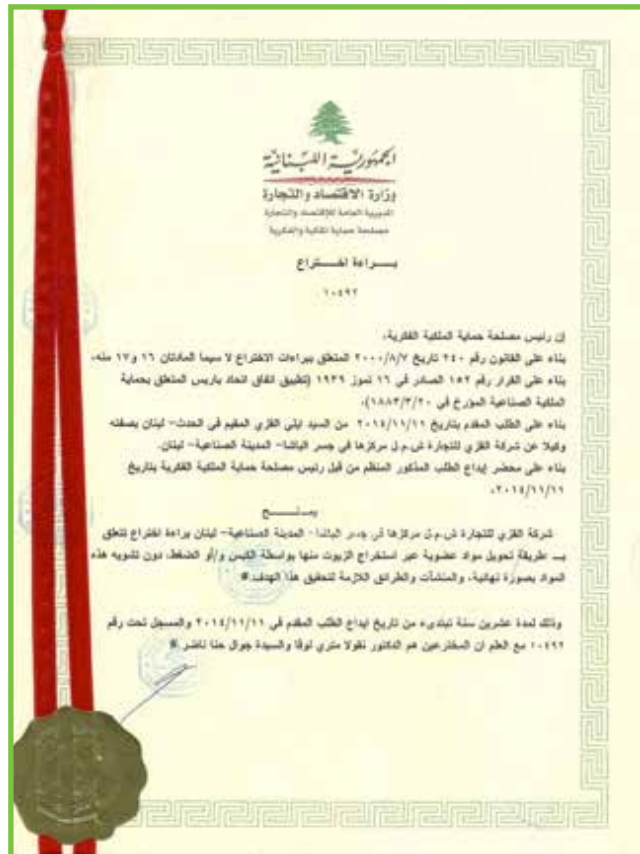 الجمهورية اللبنانية
وزارة الاقتصاد والتجارة
المديرية العامة للاقتصاد والتجارة
مصلحة حماية الملكية الفكرية
بـــراءة اخـــتراع
١٠٤٩٢
إن رئيس مصلحة حماية الملكية الفكرية،
بناء على القانون رقم ٢٤٠ تاريخ ٢٠٠٠/٨/٧ المتعلق ببراءات الاختراع لا سيما المادتان ١٦ و١٧ منه،
بناء على القرار رقم ١٥٢ الصادر في ١٦ تموز ١٩٣٩ (تطبيق اتفاق اتحاد باريس المتعلق بحماية
الملكية الصناعية المؤرخ في ١٨٨٣/٣/٢٠)،
بناء على الطلب المقدم بتاريخ ٢٠١٤/١١/١١ من السيد ايلي القزي المقيم في الحدث- لبنان بصفته
وكيلا عن شركة القزي للتجارة ش.م.ل مركزها في جسر الباشا- المدينة الصناعية- لبنان.
بناء على محضر إيداع الطلب المذكور المنظم من قبل رئيس مصلحة حماية الملكية الفكرية بتاريخ
٢٠١٤/١١/١١،
يمـــنـــح
شركة القزي للتجارة ش.م.ل مركزها في جسر الباشا- المدينة الصناعية- لبنان براءة اختراع تتعلق
بـــ طريقة تحويل مواد عضوية عبر استخراج الزيوت منها بواسطة الكبس و/أو الضغط، دون تشويه هذه
المواد بصورة نهائية، والمنشآت والطرائق اللازمة لتحقيق هذا الهدف.#
وذلك لمدة عشرين سنة تبتدىء من تاريخ ايداع الطلب المقدم في ٢٠١٤/١١/١١ والمسجل تحت رقم
١٠٤٩٢ مع العلم ان المخترعين هم الدكتور نقولا متري لوقا والسيدة جوال حنا ناضر.#